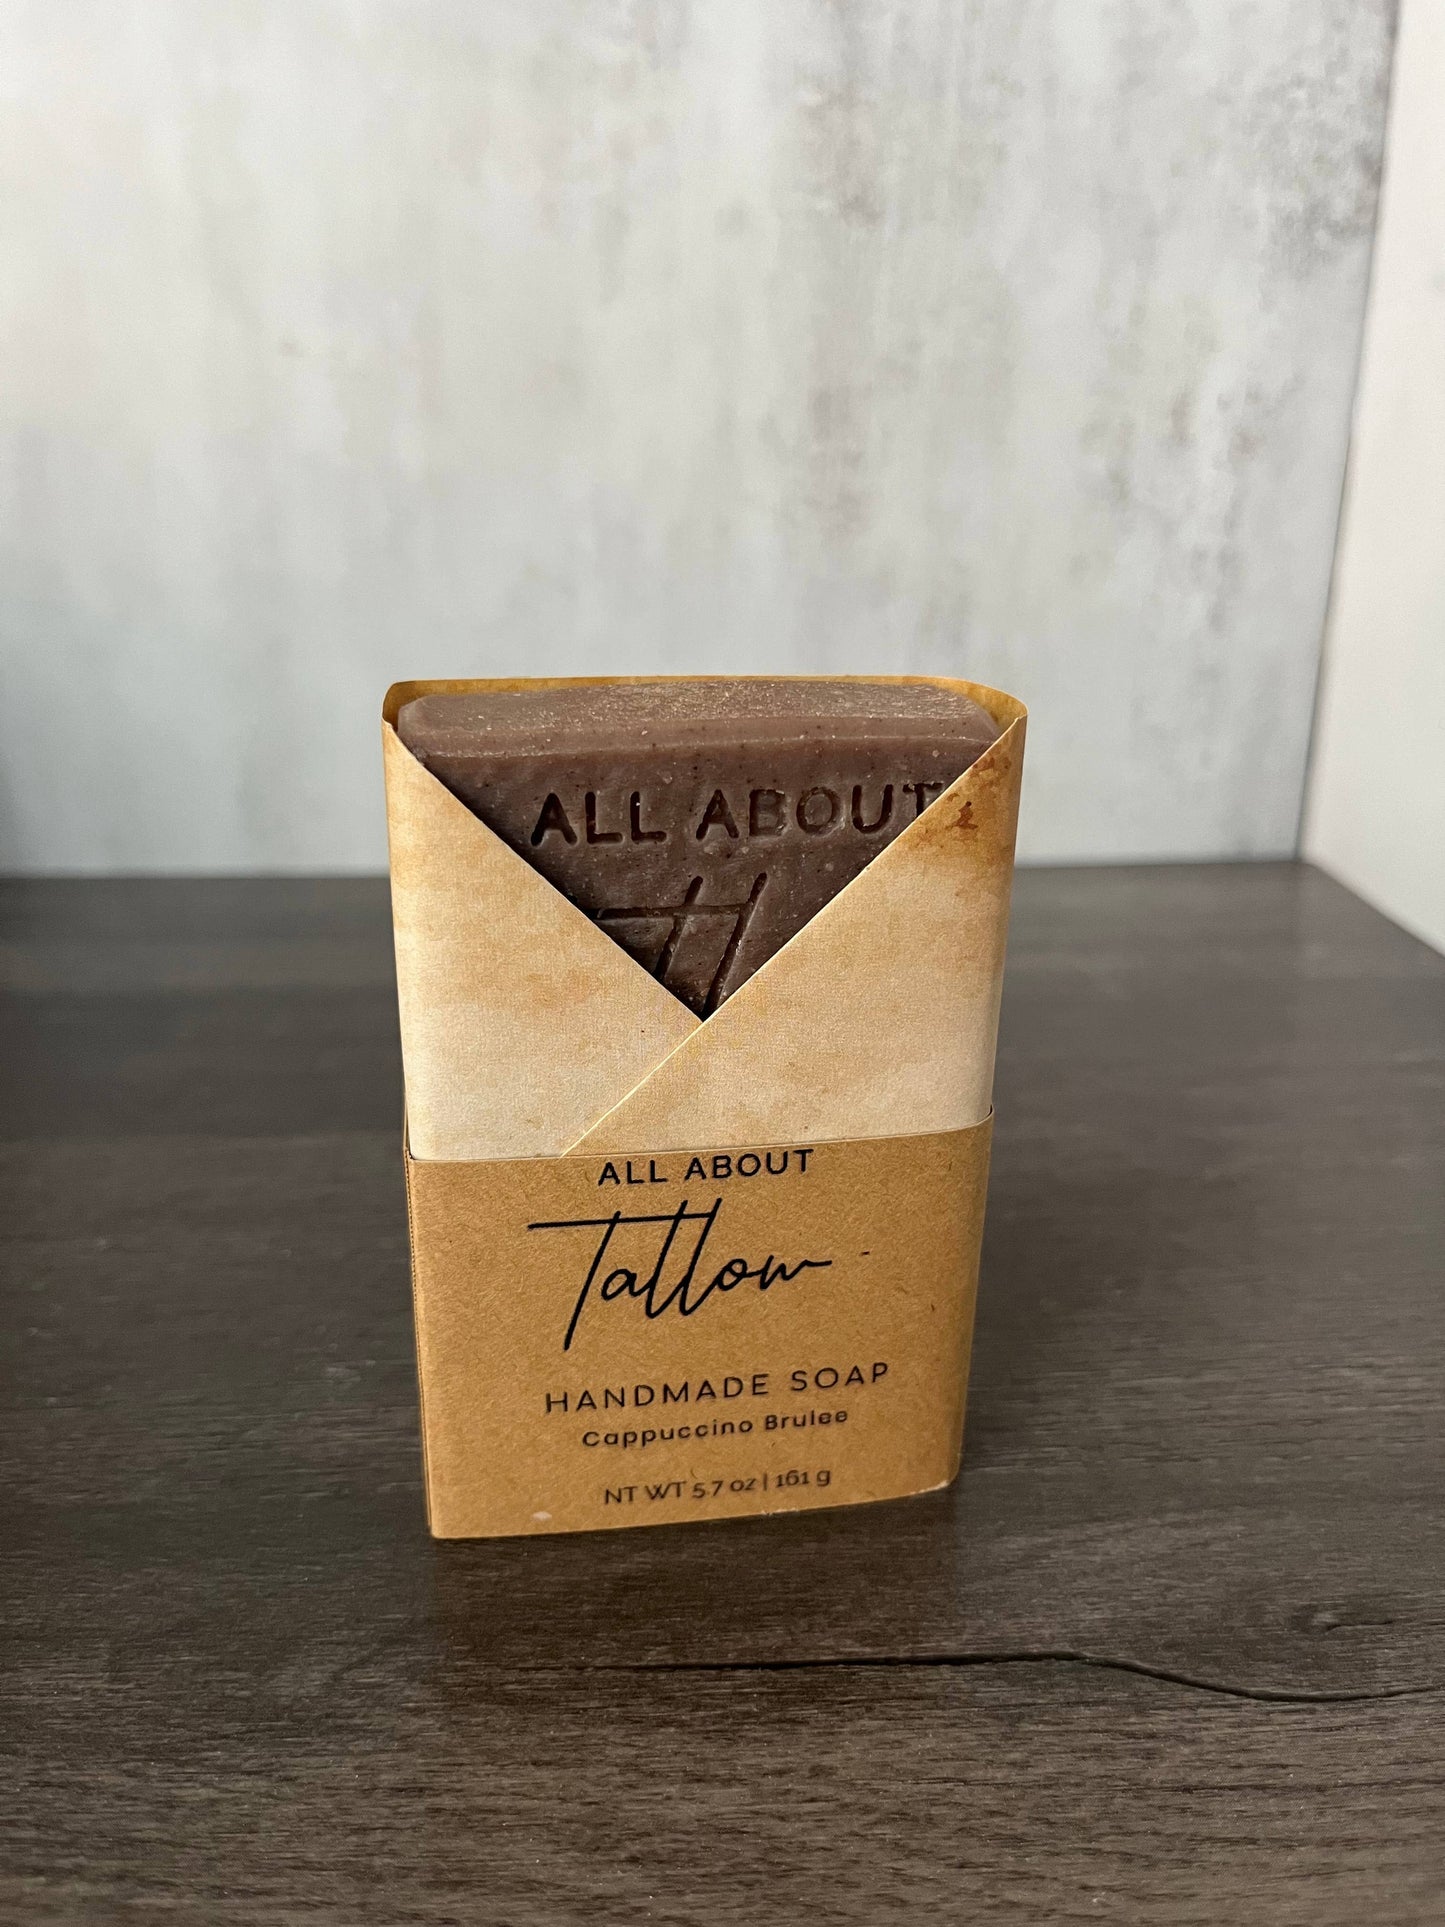 ALL ABOUT
ALL ABOUT
Tallow
HANDMADE SOAP
Cappuccino Brulee
NT WT 5.7 oz | 161 g